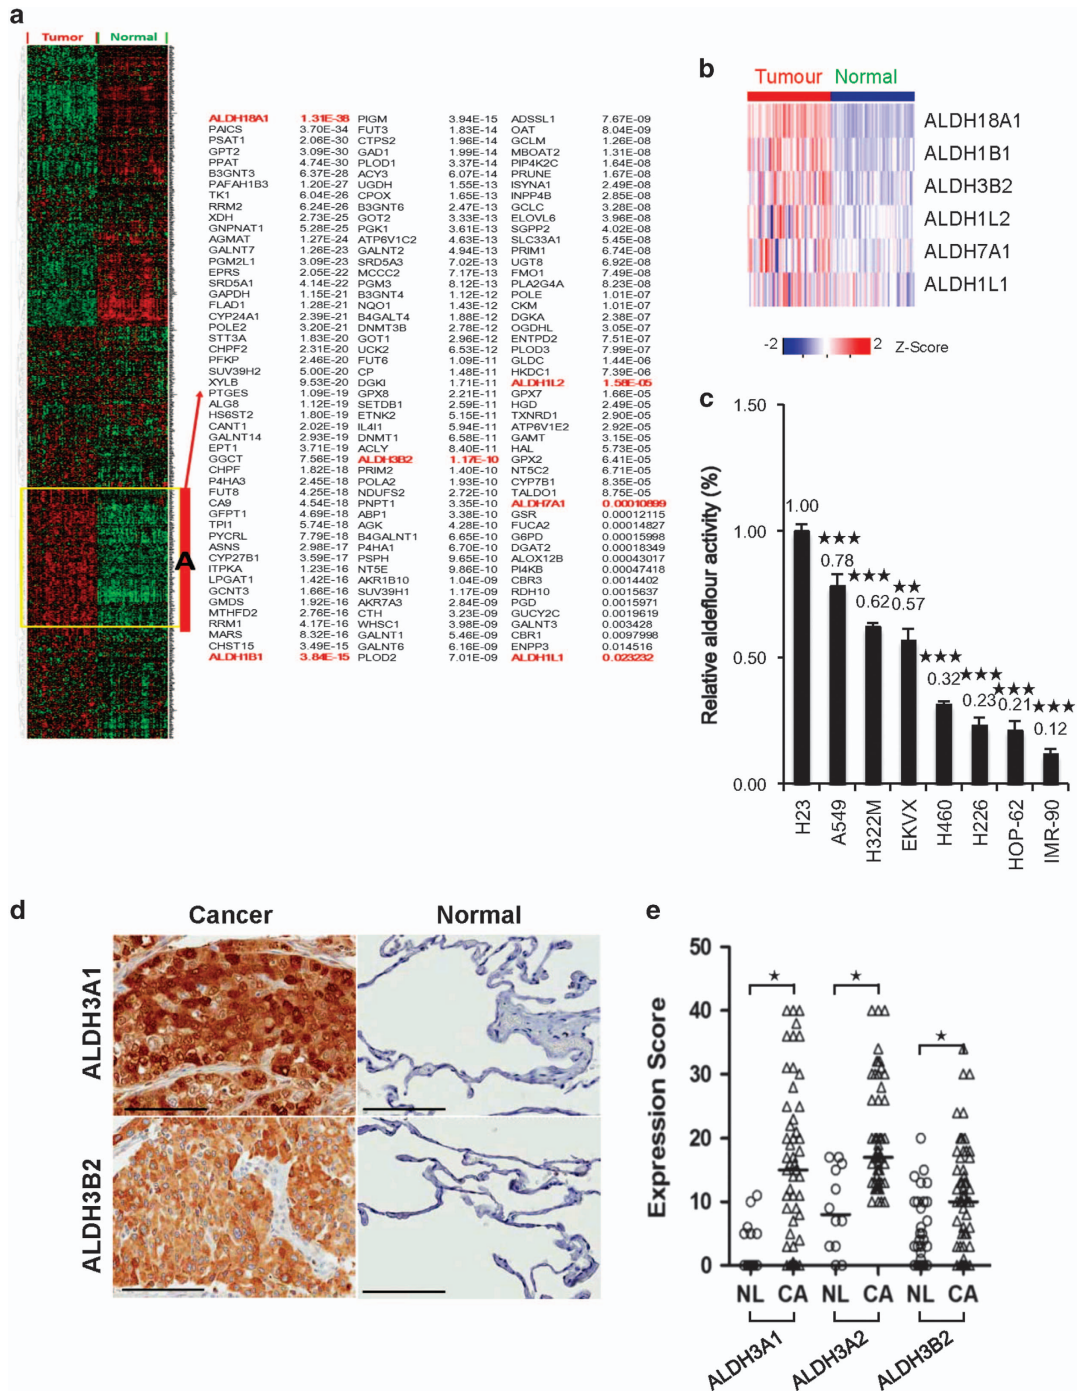 a
Tumor Normal
ALDH18A1 1.31E-36 PIGM 3.94E-15 ADSSL1 7.67E-09
PAICS 3.70E-34 FUT3 1.83E-14 OAT 8.04E-09
PSAT1 2.06E-30 CTPS2 1.96E-14 GCLM 1.26E-08
GPT2 3.09E-30 GAD1 1.99E-14 MBOAT2 1.31E-08
PPAT 4.74E-30 PLOD1 3.37E-14 PIP4K2C 1.64E-08
B3GNT3 6.37E-28 ACY3 6.07E-14 PRUNE 1.67E-08
PAFAH1B3 1.20E-27 UGDH 1.55E-13 ISYNA1 2.49E-08
TK1 6.04E-26 CPOX 1.65E-13 INPP4B 2.85E-08
RRM2 6.24E-26 B3GNT6 2.47E-13 GCLC 3.28E-08
XDH 2.73E-25 GOT2 3.33E-13 ELOVL6 3.96E-08
GNPNAT1 5.28E-25 PGK1 3.61E-13 SGPP2 4.02E-08
AGMAT 1.27E-24 ATP6V1C2 4.63E-13 SLC33A1 5.45E-08
GALNT7 1.26E-23 GALNT2 4.94E-13 PRIM1 6.74E-08
PGM2L1 3.09E-23 SRD5A3 7.02E-13 UGT8 6.92E-08
EPRS 2.05E-22 MCCC2 7.17E-13 FMO1 7.49E-08
SRD5A1 4.14E-22 PGM3 8.12E-13 PLA2G4A 8.23E-08
GAPDH 1.15E-21 B3GNT4 1.12E-12 POLE 1.01E-07
FLAD1 1.28E-21 NQO1 1.43E-12 CKM 1.01E-07
CYP24A1 2.39E-21 B4GALT4 1.88E-12 DGKA 2.38E-07
POLE2 3.20E-21 DNMT3B 2.78E-12 OGDHL 3.05E-07
STT3A 1.83E-20 GOT1 2.96E-12 ENTPD2 7.51E-07
CHPF2 2.31E-20 UCK2 6.53E-12 PLOD3 7.99E-07
PFKP 2.46E-20 FUT6 1.09E-11 GLDC 1.44E-06
SUV39H2 5.00E-20 CP 1.48E-11 HKDC1 7.39E-06
XYLB 9.53E-20 DGKI 1.71E-11 ALDH1L2 1.58E-05
PTGES 1.09E-19 GPX8 2.21E-11 GPX7 1.66E-05
ALG8 1.12E-19 SETDB1 2.59E-11 HGD 2.49E-05
HS6ST2 1.80E-19 ETNK2 5.15E-11 TXNRD1 2.90E-05
CANT1 2.02E-19 IL4I1 5.94E-11 ATP6V1E2 2.92E-05
GALNT14 2.93E-19 DNMT1 6.58E-11 GAMT 3.15E-05
EPT1 3.71E-19 ACLY 8.40E-11 HAL 5.73E-05
GGCT 7.56E-19 ALDH3B2 1.17E-10 GPX2 6.41E-05
CHPF 1.82E-18 PRIM2 1.40E-10 NT5C2 6.71E-05
P4HA3 2.45E-18 POLA2 1.93E-10 CYP7B1 8.35E-05
FUT8 4.25E-18 NDUFS2 2.72E-10 TALDO1 8.75E-05
CA9 4.54E-18 PNPT1 3.35E-10 ALDH7A1 0.00010899
GFPT1 4.69E-18 ABP1 3.38E-10 GSR 0.00012115
TPI1 5.74E-18 AGK 4.28E-10 FUCA2 0.00014827
PYCRL 7.79E-18 B4GALNT1 6.65E-10 G6PD 0.00015998
ASNS 2.98E-17 P4HA1 6.70E-10 DGAT2 0.00018349
CYP27B1 3.59E-17 PSPH 9.65E-10 ALOX12B 0.00043017
ITPKA 1.23E-16 NT5E 9.86E-10 PI4KB 0.00047418
LPGAT1 1.42E-16 AKR1B10 1.04E-09 CBR3 0.0014402
GCNT3 1.66E-16 SUV39H1 1.17E-09 RDH10 0.0015637
GMDS 1.92E-16 AKR7A3 2.84E-09 PGD 0.0015971
MTHFD2 2.76E-16 CTH 3.23E-09 GUCY2C 0.0019619
RRM1 4.17E-16 WHSC1 3.98E-09 GALNT3 0.003428
MARS 8.32E-16 GALNT1 5.46E-09 CBR1 0.0097998
CHST15 3.49E-15 GALNT6 6.16E-09 ENPP3 0.014516
ALDH1B1 3.84E-15 PLOD2 7.01E-09 ALDH1L1 0.023232
A
b
Tumour Normal
ALDH18A1
ALDH1B1
ALDH3B2
ALDH1L2
ALDH7A1
ALDH1L1
-2 2 Z-Score
c
Relative aldeflour activity (%)
1.50
1.00
0.50
0.00
1.00
★★★ 0.78
★★★ 0.62
★★ 0.57
★★★ 0.32
★★★ 0.23
★★★ 0.21
★★★ 0.12
H23 A549 H322M EKVX H460 H226 HOP-62 IMR-90
d
Cancer Normal
ALDH3A1
ALDH3B2
e
Expression Score
50
40
30
20
10
0
★ ★ ★
NL CA NL CA NL CA
ALDH3A1 ALDH3A2 ALDH3B2